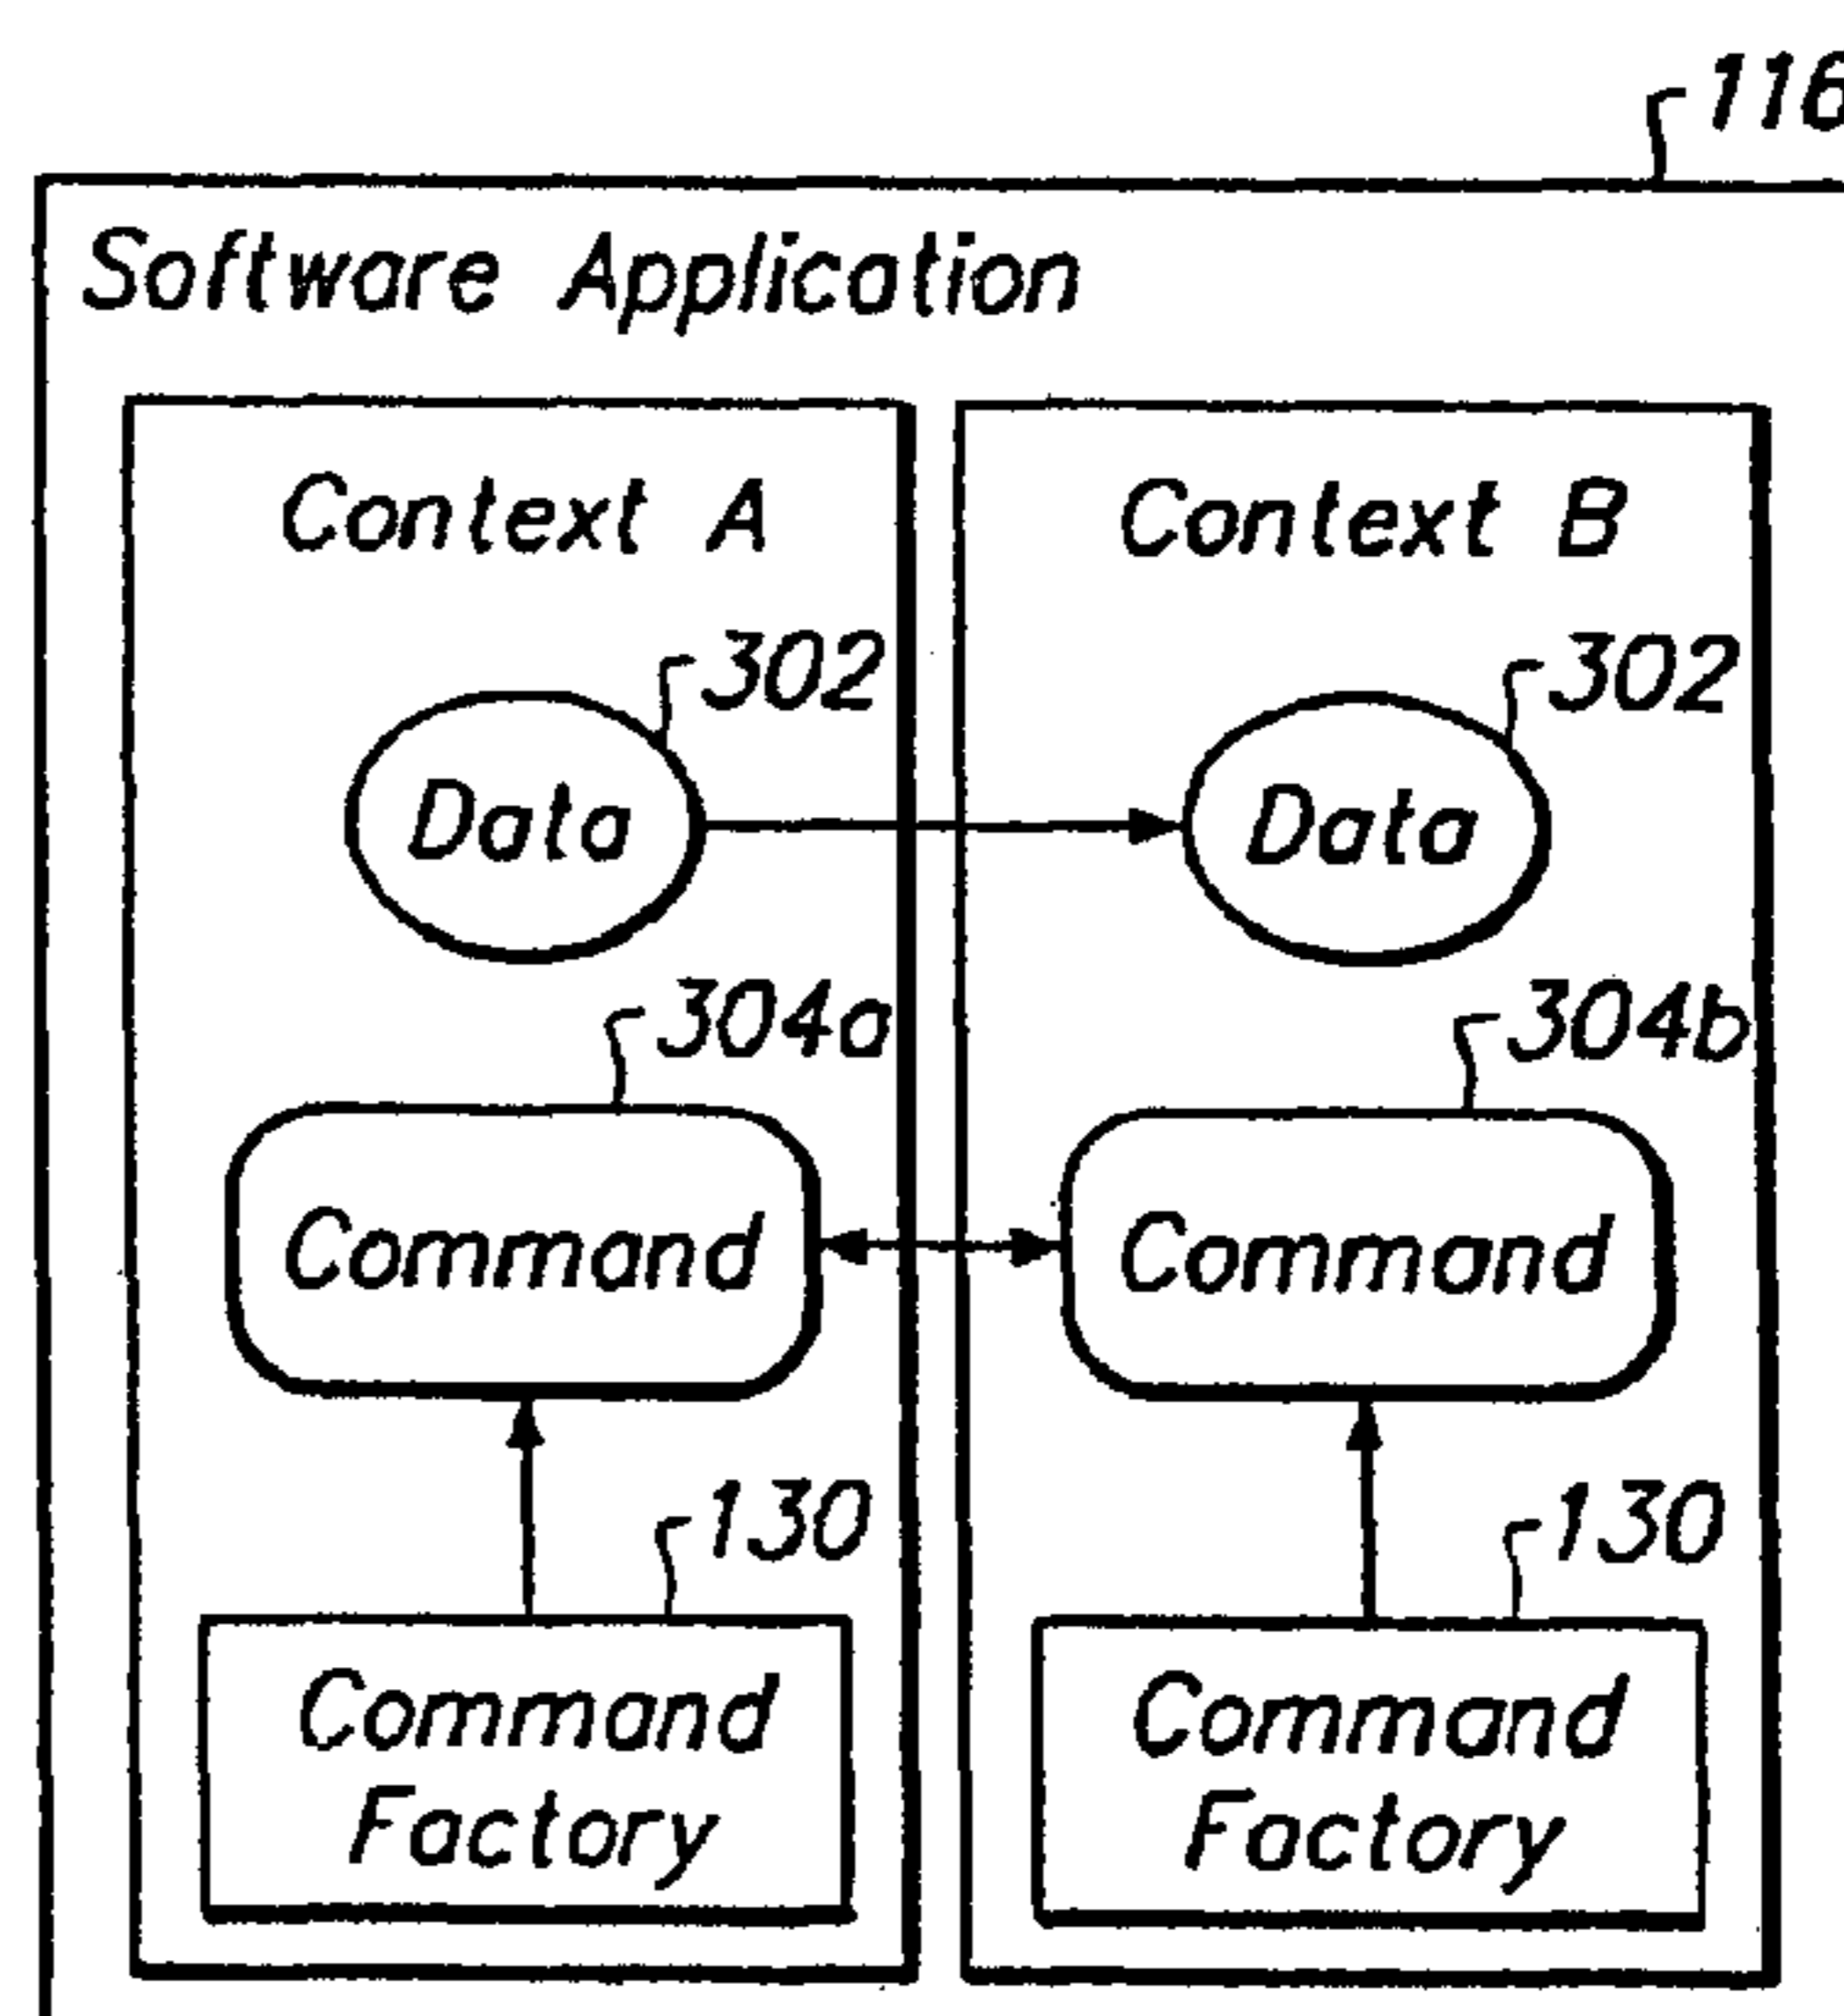 116
Software Application
Context A
Context B
302
302
Data
Data
304a
304b
Command
Command
130
130
Command
Factory
Command
Factory